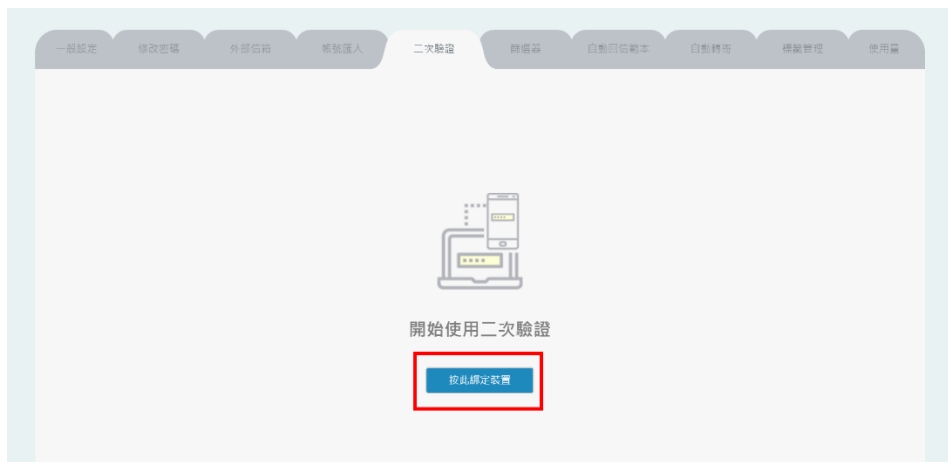 一般設定
修改密碼
外部信箱
帳號匯入
二次驗證
篩選器
自動回信範本
自動轉寄
標籤管理
使用量
開始使用二次驗證
按此綁定裝置